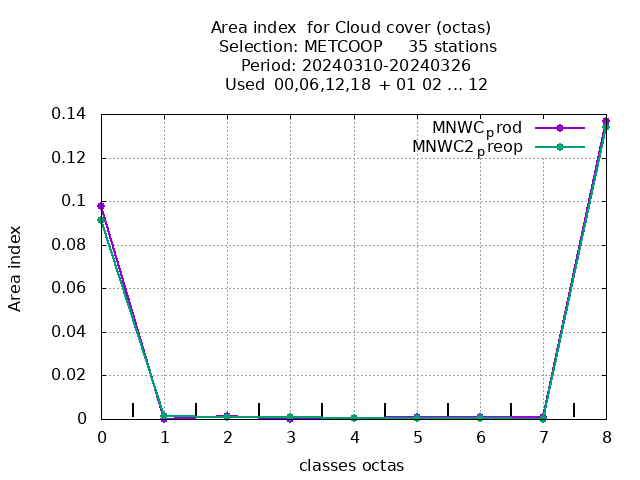 Area index  for Cloud cover (octas)
Selection: METCOOP     35 stations
Period: 20240310-20240326
Used  00,06,12,18 + 01 02 ... 12
MNWCprod
MNWC2preop
0.14
0.12
0.1
0.08
0.06
0.04
0.02
0
Area index
0 1 2 3 4 5 6 7 8
classes octas